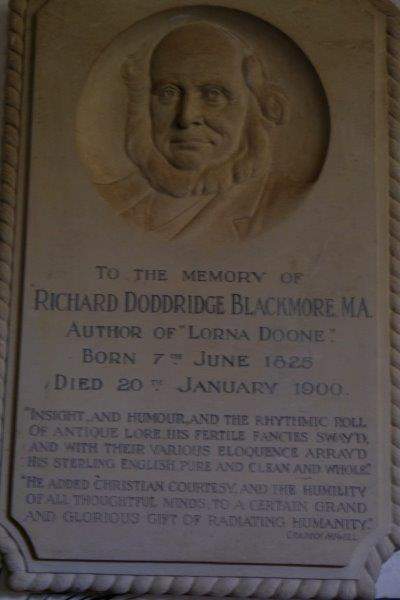 TO THE MEMORY OF
RICHARD DODDRIDGE BLACKMORE, M.A.
AUTHOR OF "LORNA DOONE".
BORN 7TH JUNE 1825
DIED 20TH JANUARY 1900.
"INSIGHT, AND HUMOUR, AND THE RHYTHMIC ROLL
OF ANTIQUE LORE, HIS FERTILE FANCIES SWAY'D,
AND WITH THEIR VARIOUS ELOQUENCE ARRAY'D
HIS STERLING ENGLISH, PURE AND CLEAN AND WHOLE"
"HE ADDED CHRISTIAN COURTESY, AND THE HUMILITY
OF ALL THOUGHTFUL MINDS, TO A CERTAIN GRAND
AND GLORIOUS GIFT OF RADIATING HUMANITY."